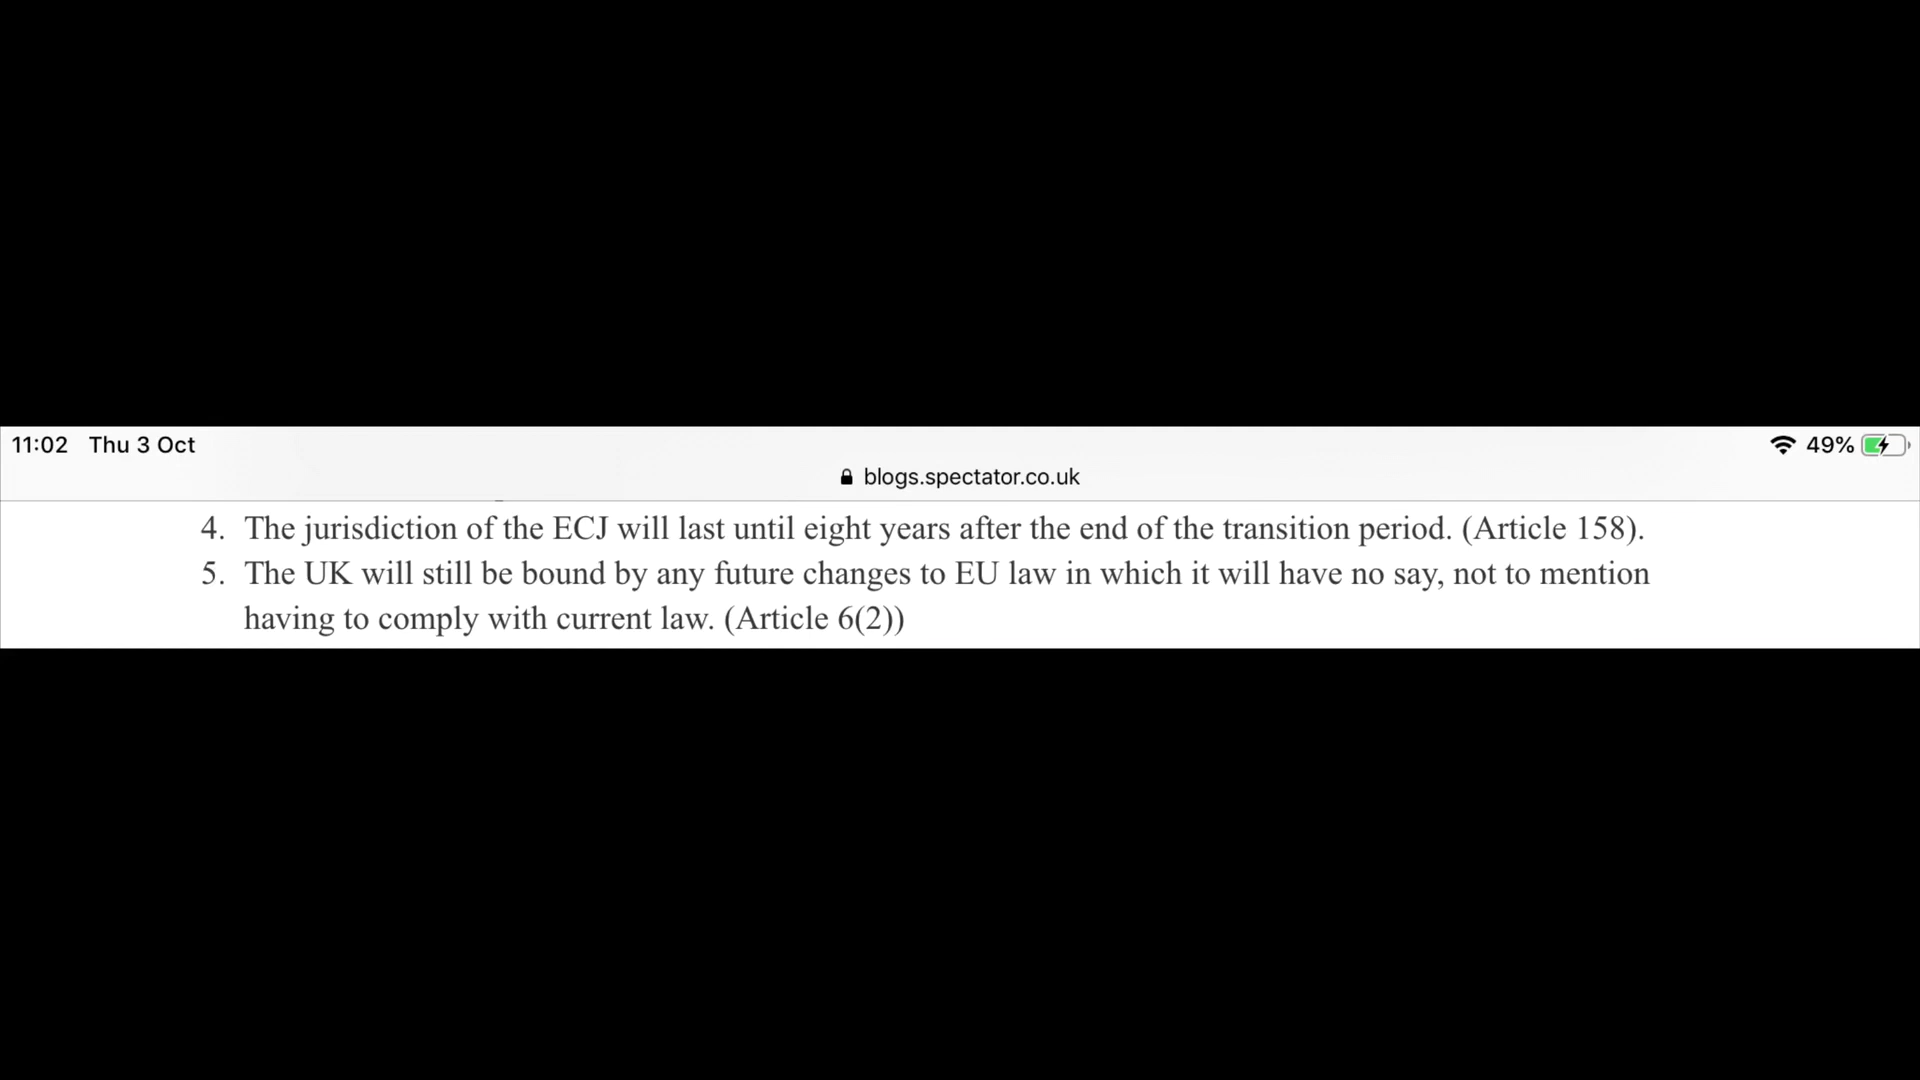 11:02 Thu 3 Oct
49%
blogs.spectator.co.uk
4. The jurisdiction of the ECJ will last until eight years after the end of the transition period. (Article 158).
5. The UK will still be bound by any future changes to EU law in which it will have no say, not to mention
having to comply with current law. (Article 6(2))